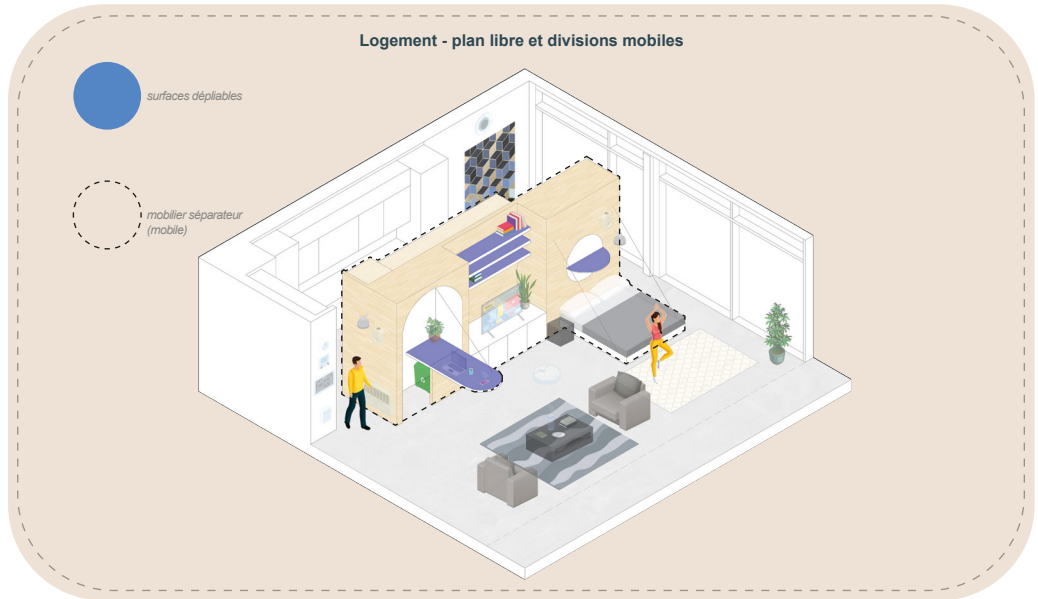 Logement - plan libre et divisions mobiles
surfaces dépliables
mobilier séparateur
(mobile)